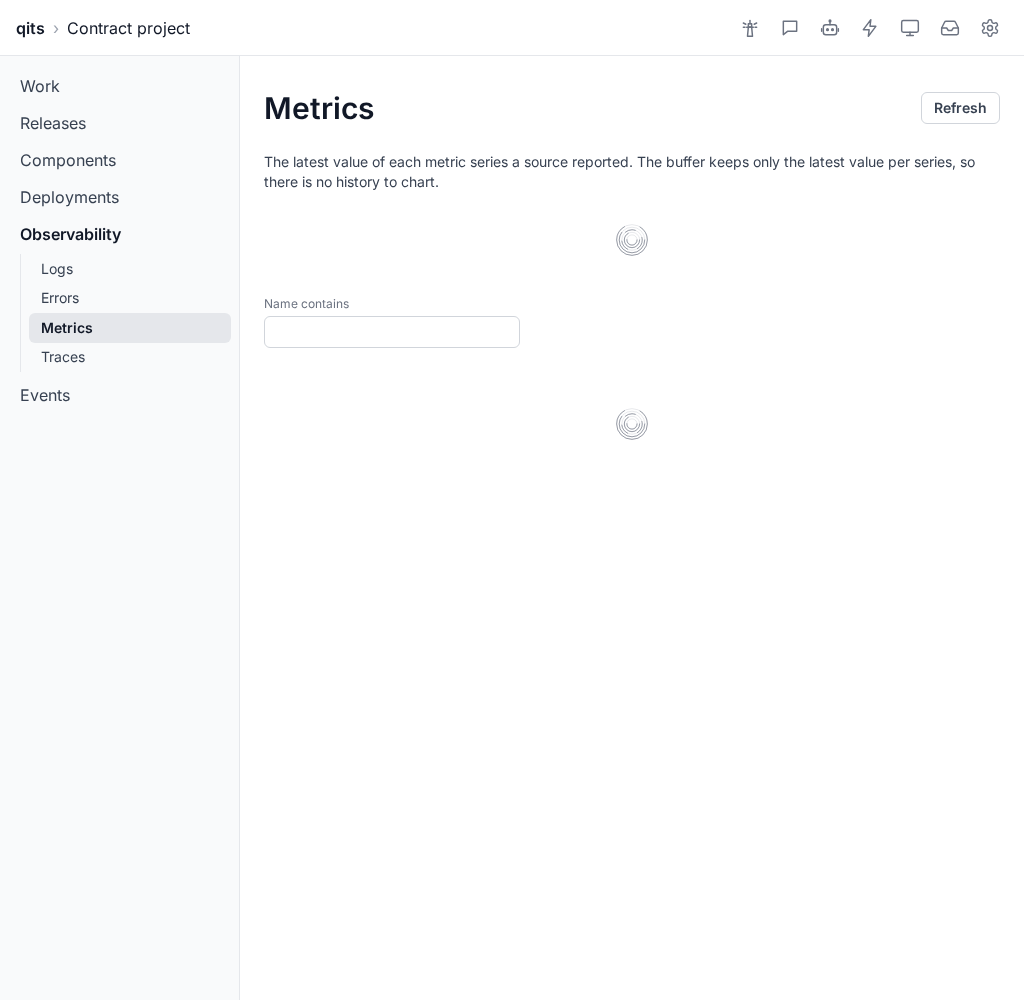 qits › Contract project
Work
Releases
Components
Deployments
Observability
Logs
Errors
Metrics
Traces
Events
Metrics
Refresh
The latest value of each metric series a source reported. The buffer keeps only the latest value per series, so
there is no history to chart.
Name contains